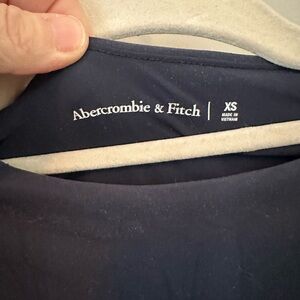 Abercrombie & Fitch | XS
MADE IN
VIETNAM